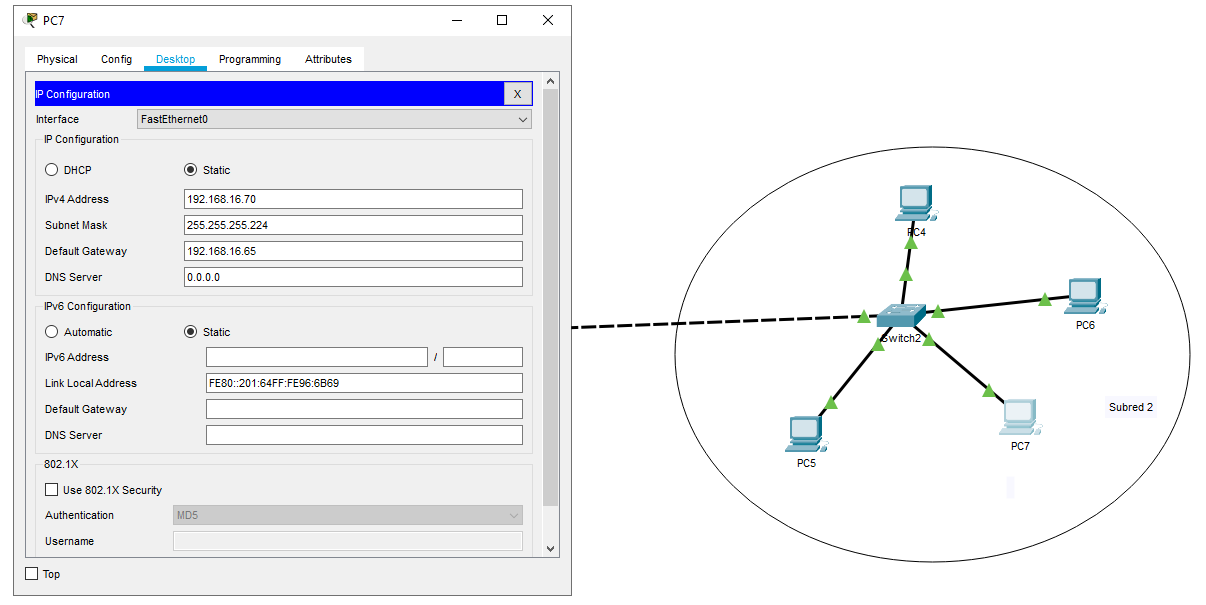 PC7
Physical Config Desktop Programming Attributes
IP Configuration X
Interface FastEthernet0
IP Configuration
DHCP Static
IPv4 Address 192.168.16.70
Subnet Mask 255.255.255.224
Default Gateway 192.168.16.65
DNS Server 0.0.0.0
IPv6 Configuration
Automatic Static
IPv6 Address /
Link Local Address FE80::201:64FF:FE96:6B69
Default Gateway
DNS Server
802.1X
Use 802.1X Security
Authentication MD5
Username
Top
PC4
PC6
Switch2
Subred 2
PC7
PC5